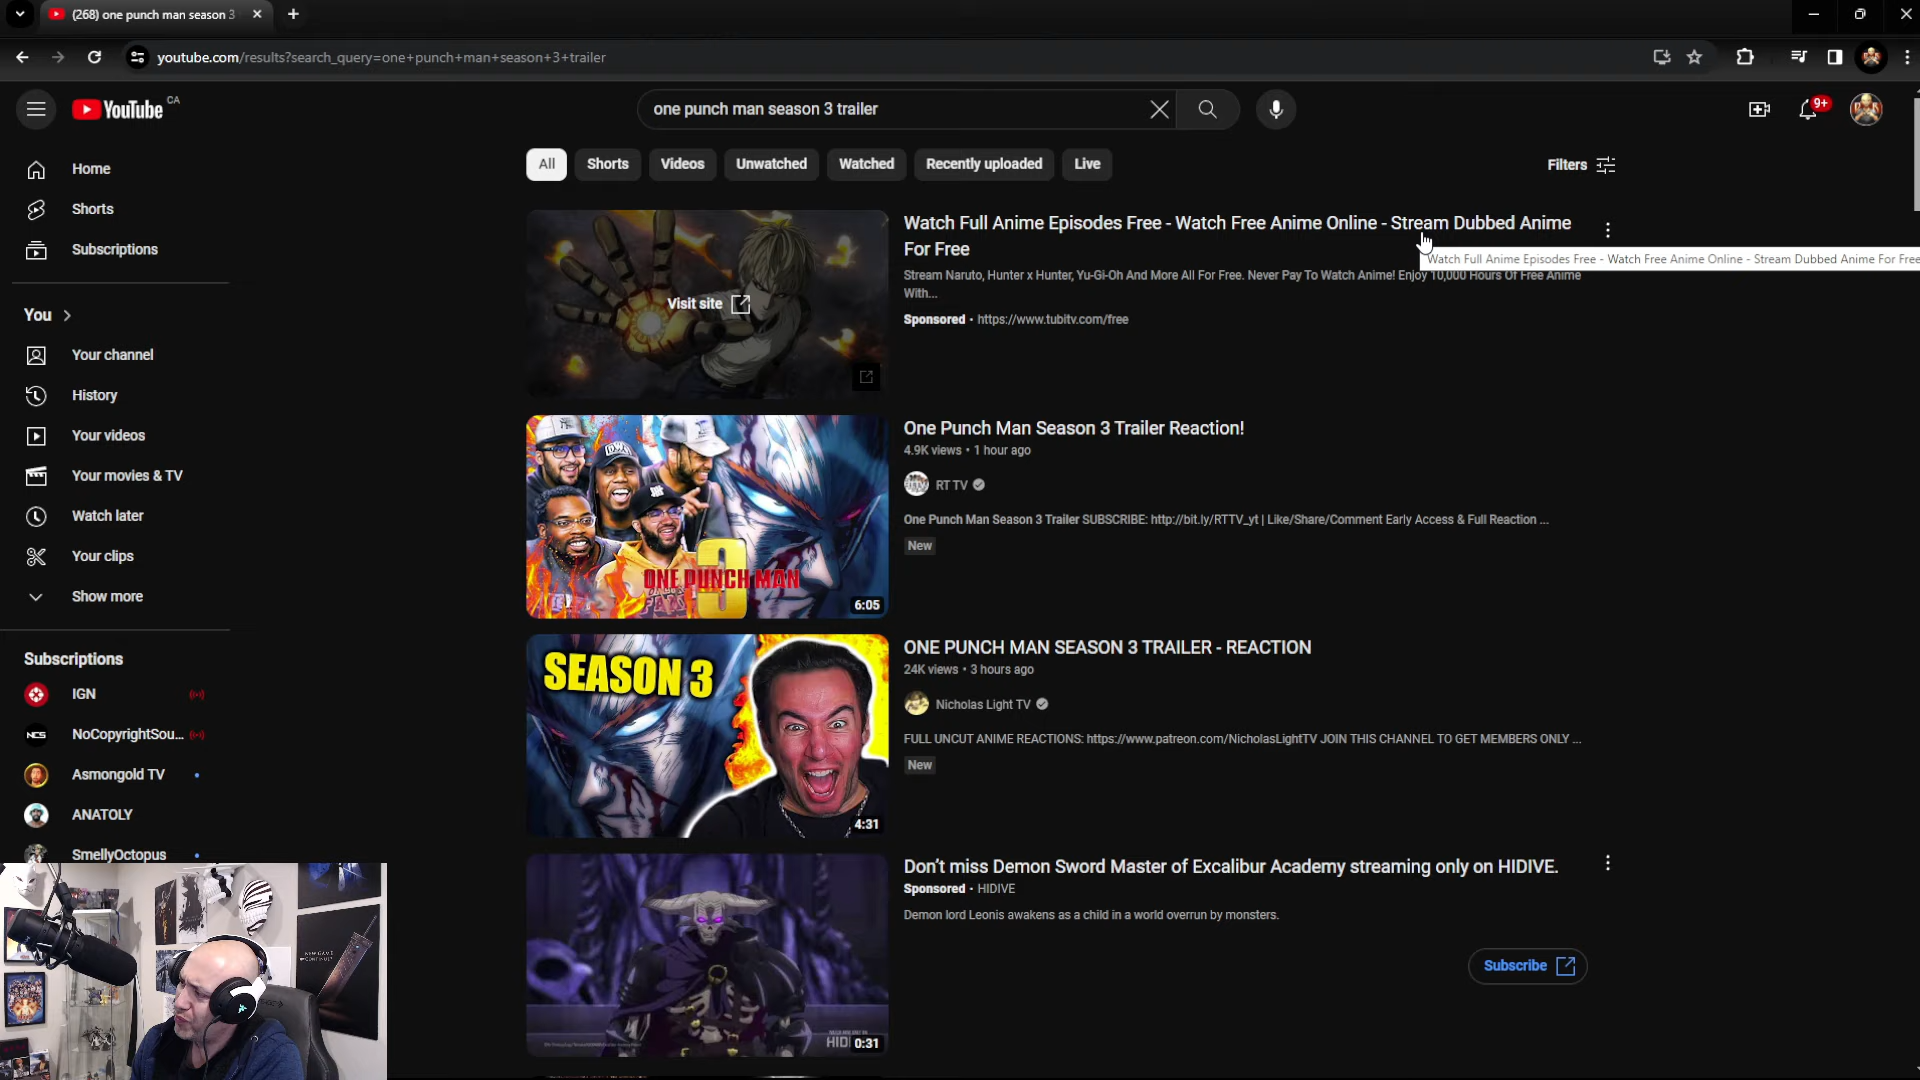 (268) one punch man season 3
youtube.com/results?search_query=one+punch+man+season+3+trailer
YouTube CA
one punch man season 3 trailer
9+
All
Shorts
Videos
Unwatched
Watched
Recently uploaded
Live
Filters
Home
Shorts
Subscriptions
You
Your channel
History
Your videos
Your movies & TV
Watch later
Your clips
Show more
Subscriptions
IGN
NCS
NoCopyrightSou...
Asmongold TV
ANATOLY
SmellyOctopus
Visit site
Watch Full Anime Episodes Free - Watch Free Anime Online - Stream Dubbed Anime
For Free
Watch Full Anime Episodes Free - Watch Free Anime Online - Stream Dubbed Anime For Free
Stream Naruto, Hunter x Hunter, Yu-Gi-Oh And More All For Free. Never Pay To Watch Anime! Enjoy 10,000 Hours Of Free Anime
With...
Sponsored • https://www.tubitv.com/free
ONE PUNCH MAN
3
6:05
One Punch Man Season 3 Trailer Reaction!
4.9K views • 1 hour ago
RT TV
One Punch Man Season 3 Trailer SUBSCRIBE: http://bit.ly/RTTV_yt | Like/Share/Comment Early Access & Full Reaction ...
New
SEASON 3
4:31
ONE PUNCH MAN SEASON 3 TRAILER - REACTION
24K views • 3 hours ago
Nicholas Light TV
FULL UNCUT ANIME REACTIONS: https://www.patreon.com/NicholasLightTV JOIN THIS CHANNEL TO GET MEMBERS ONLY ...
New
HIDI
0:31
Don't miss Demon Sword Master of Excalibur Academy streaming only on HIDIVE.
Sponsored • HIDIVE
Demon lord Leonis awakens as a child in a world overrun by monsters.
Subscribe
NEW GAME
CONTINUE?